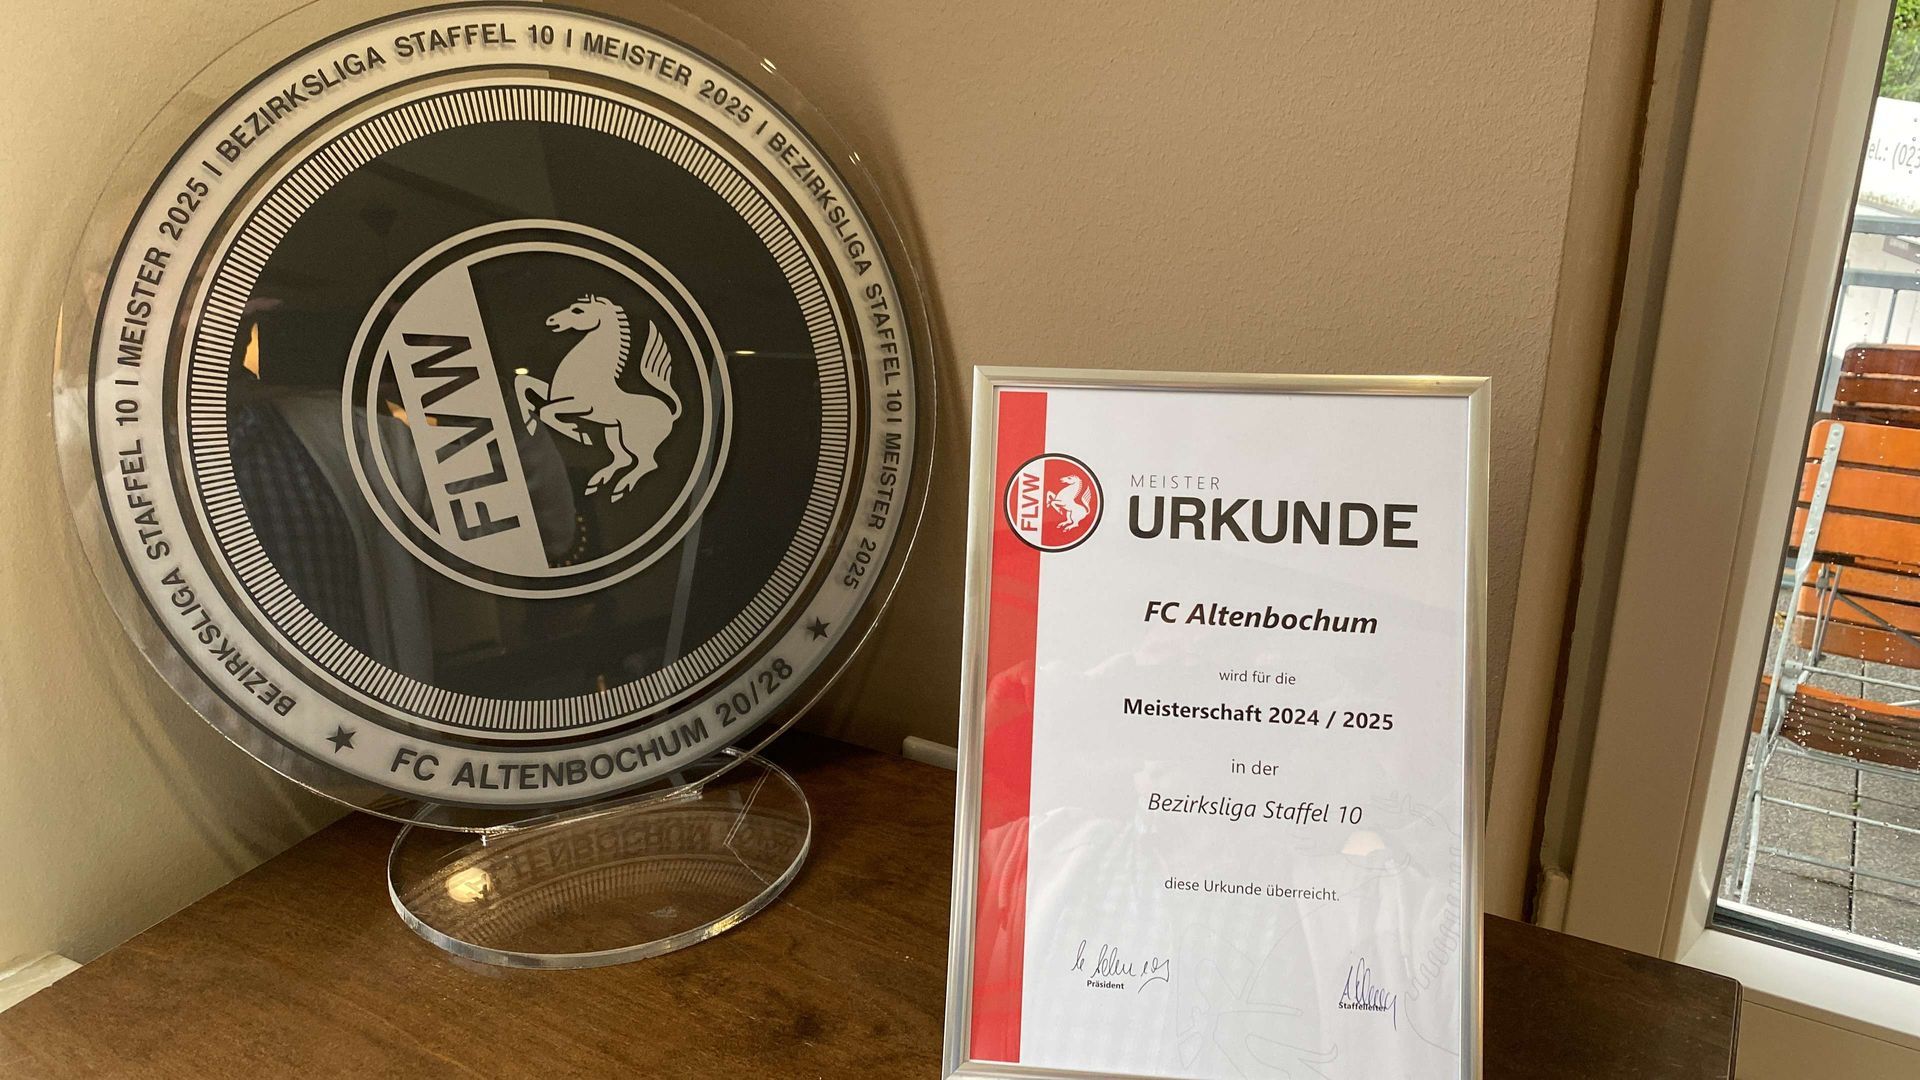 BEZIRKSLIGA STAFFEL 10 | MEISTER 2025 | BEZIRKSLIGA STAFFEL 10 | MEISTER 2025 | BEZIRKSLIGA STAFFEL 10 | MEISTER 2025
★ FC ALTENBOCHUM 20/28 ★
FLVW
FLVW
MEISTER
URKUNDE
FC Altenbochum
wird für die
Meisterschaft 2024 / 2025
in der
Bezirksliga Staffel 10
diese Urkunde überreicht.
Präsident
Staffelleiter